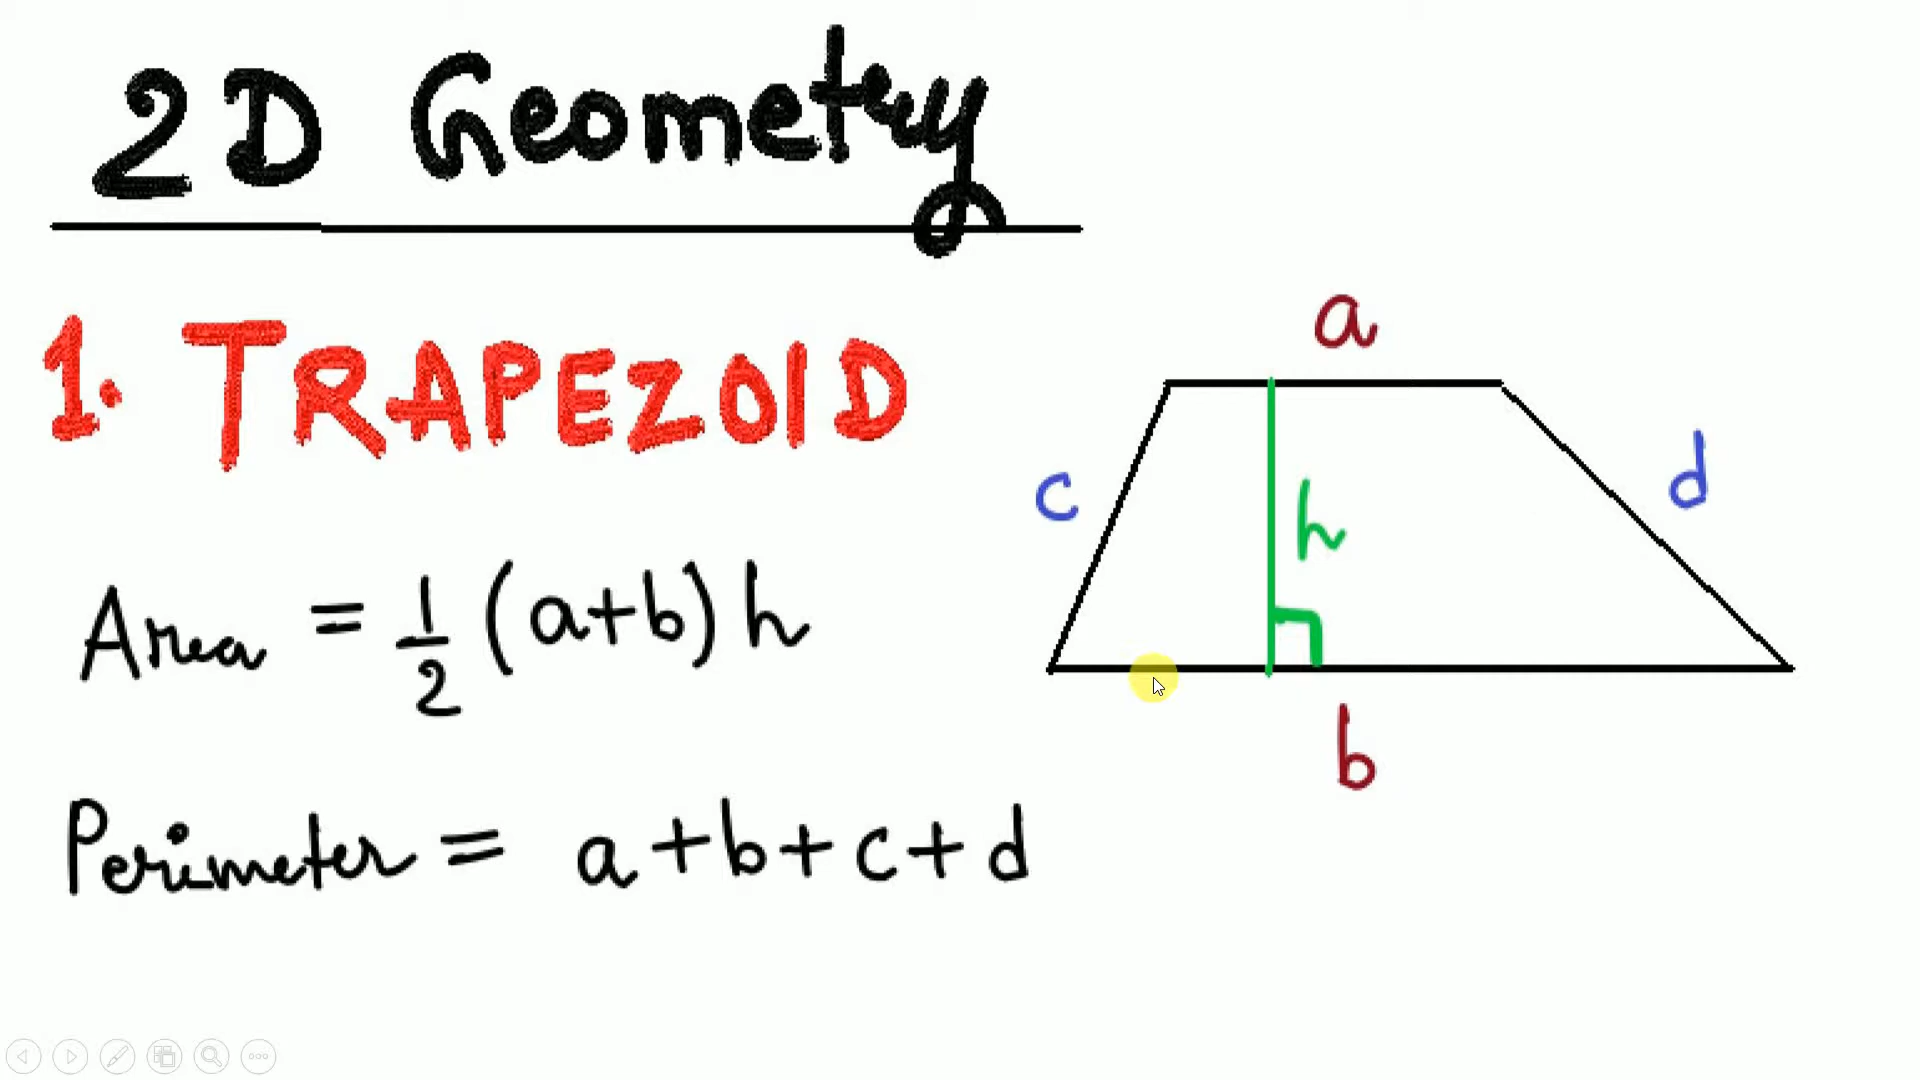 2D Geometry
1. TRAPEZOID
a
c
d
h
Area = 1/2 (a+b) h
b
Perimeter = a+b+c+d